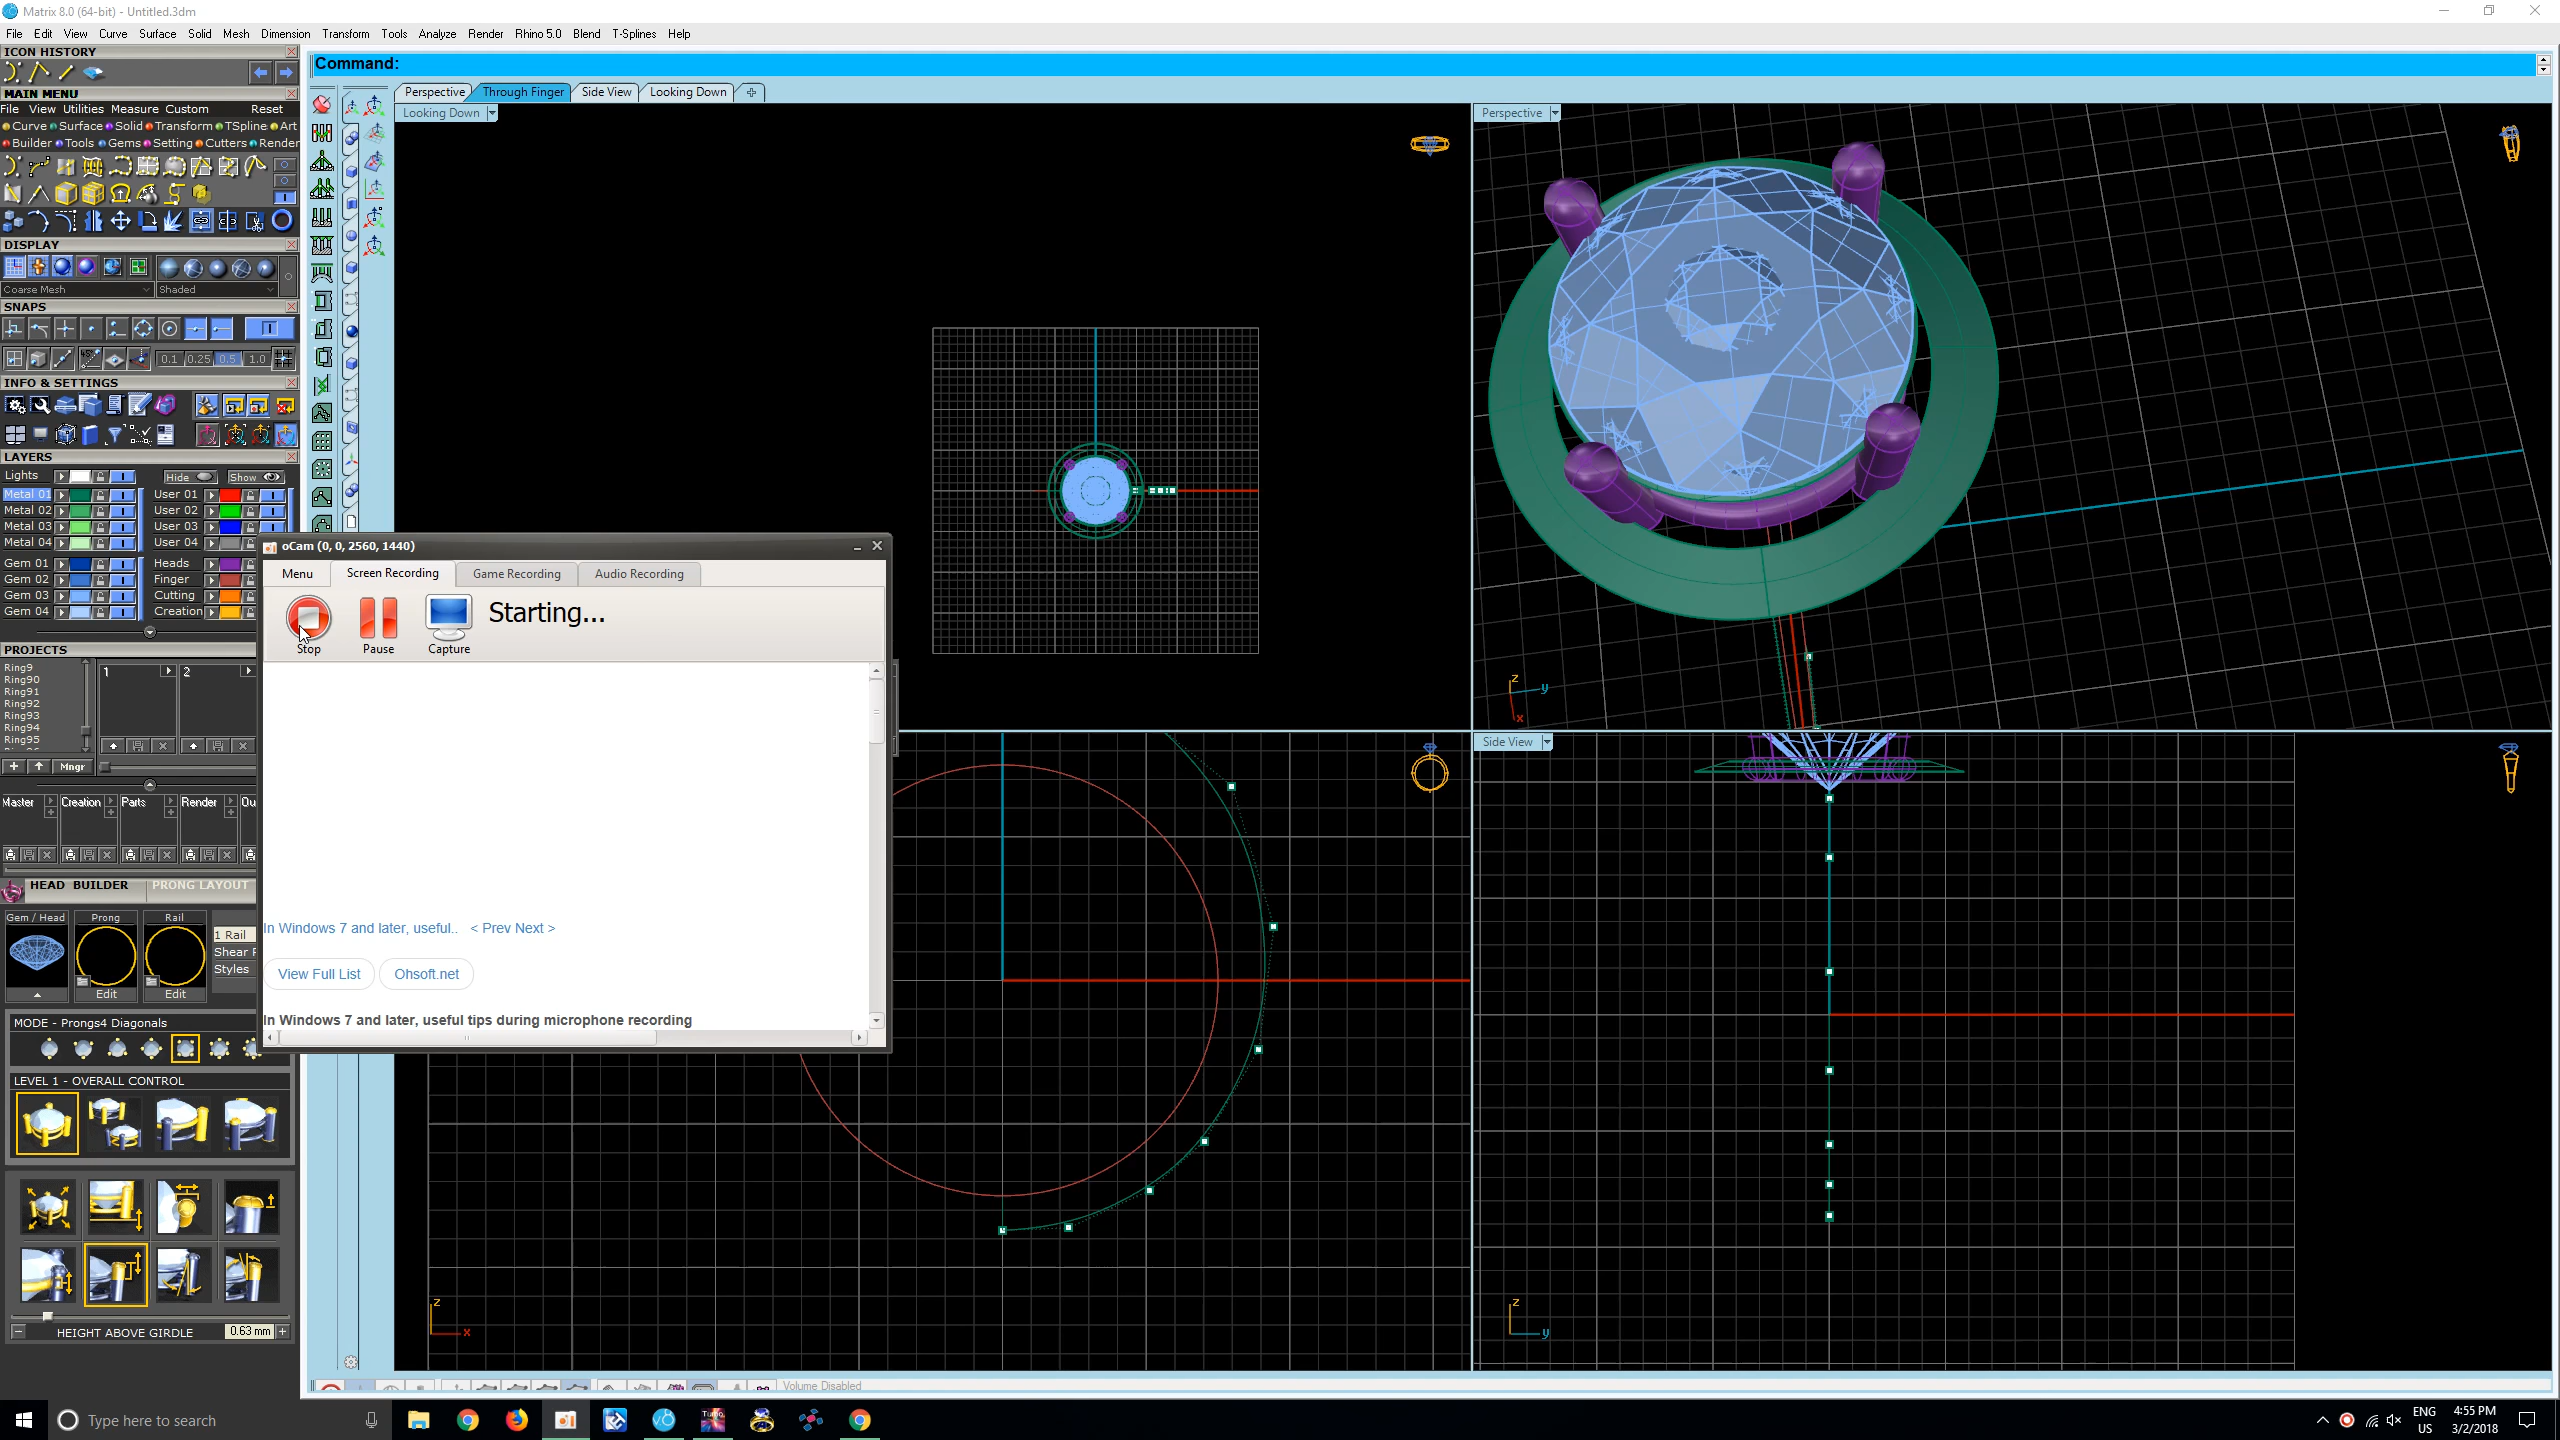 Matrix 8.0 (64-bit) - Untitled.3dm
File Edit View Curve Surface Solid Mesh Dimension Transform Tools Analyze Render Rhino 5.0 Blend T-Splines Help
ICON HISTORY
Command:
MAIN MENU
File View Utilities Measure Custom Reset
Curve Surface Solid Transform TSpline Art
Builder Tools Gems Setting Cutters Render
Perspective Through Finger Side View Looking Down
Looking Down
Perspective
DISPLAY
Coarse Mesh Shaded
SNAPS
0.1 0.25 0.5 1.0
INFO & SETTINGS
LAYERS
Lights Hide Show
Metal 01 User 01
Metal 02 User 02
Metal 03 User 03
Metal 04 User 04
Gem 01 Heads
Gem 02 Finger
Gem 03 Cutting
Gem 04 Creation
oCam (0, 0, 2560, 1440)
Menu Screen Recording Game Recording Audio Recording
Starting...
Stop Pause Capture
PROJECTS
Ring9
Ring90
Ring91
Ring92
Ring93
Ring94
Ring95
1 2
Mngr
Master Creation Parts Render Ou
HEAD BUILDER PRONG LAYOUT
Gem / Head Prong Rail
1 Rail
Shear
Styles
Edit Edit
In Windows 7 and later, useful.. < Prev Next >
View Full List Ohsoft.net
In Windows 7 and later, useful tips during microphone recording
MODE - Prongs4 Diagonals
LEVEL 1 - OVERALL CONTROL
HEIGHT ABOVE GIRDLE 0.63 mm
Side View
z y x
z x
z y
Volume Disabled
Type here to search
ENG
US
4:55 PM
3/2/2018